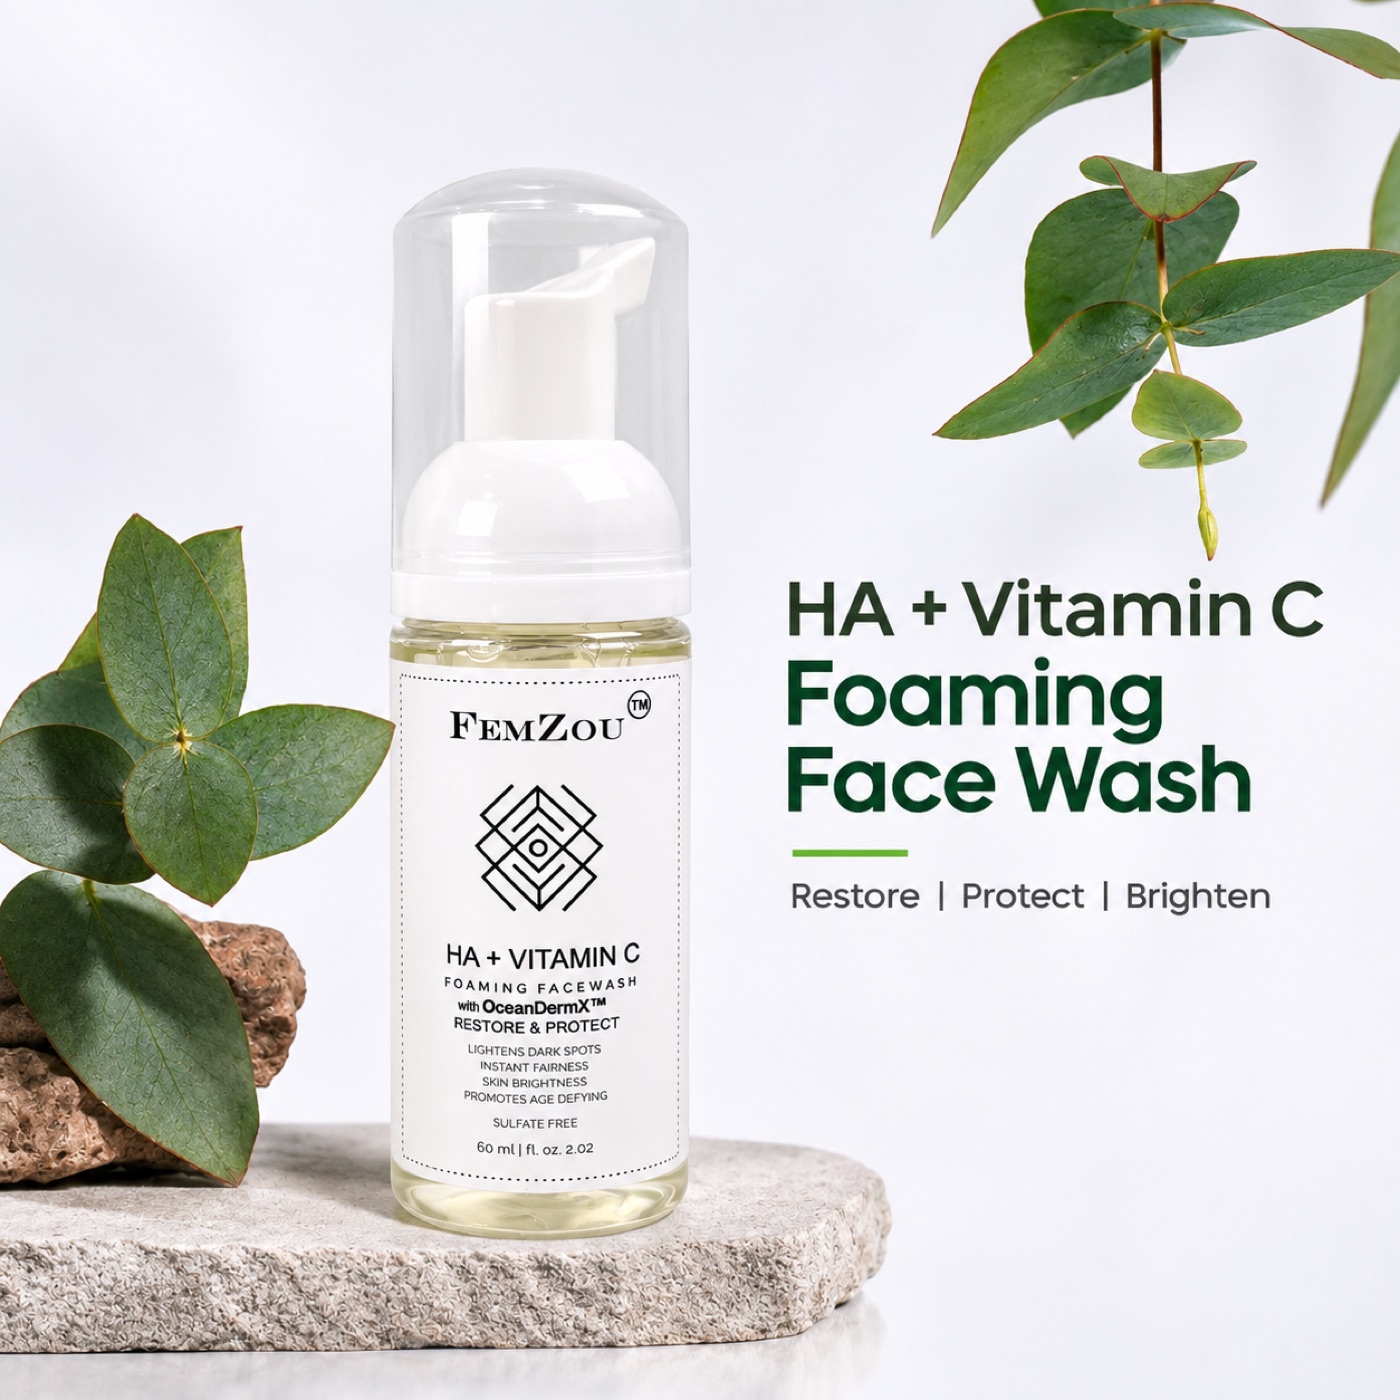 FEMZOU TM
HA + VITAMIN C
FOAMING FACEWASH
with OceanDermX™
RESTORE & PROTECT
LIGHTENS DARK SPOTS
INSTANT FAIRNESS
SKIN BRIGHTNESS
PROMOTES AGE DEFYING
SULFATE FREE
60 ml | fl. oz. 2.02
HA + Vitamin C
Foaming
Face Wash
Restore | Protect | Brighten